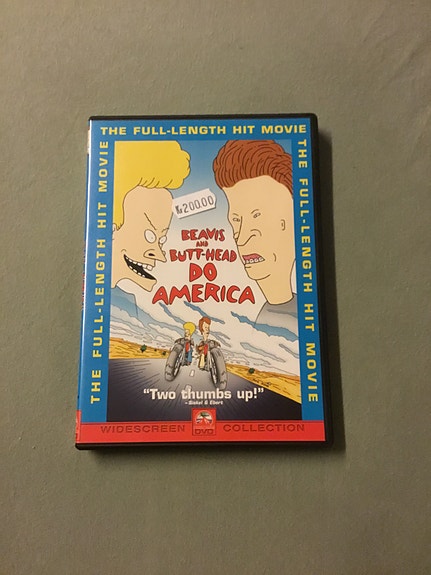 THE FULL-LENGTH HIT MOVIE
THE FULL-LENGTH HIT MOVIE
THE FULL-LENGTH HIT MOVIE
Kr200.00
BEAVIS
AND
BUTT-HEAD
DO
AMERICA
“Two thumbs up!”
–Siskel & Ebert
WIDESCREEN DVD COLLECTION